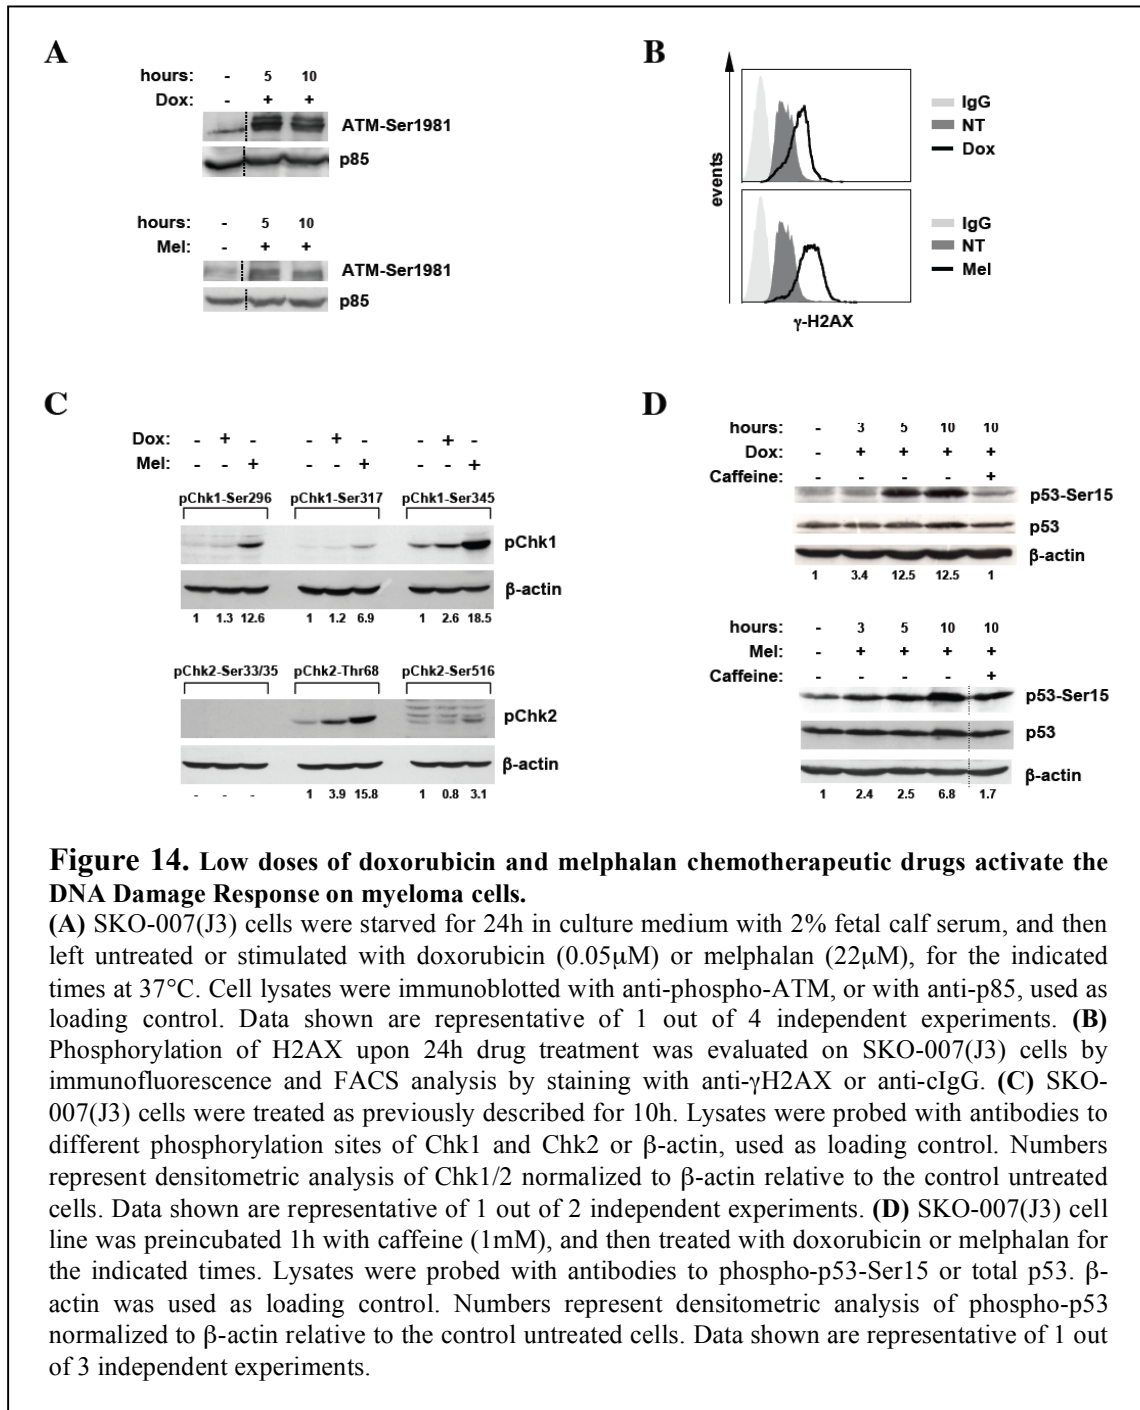 A
hours: - 5 10
Dox: - + +
ATM-Ser1981
p85
hours: - 5 10
Mel: - + +
ATM-Ser1981
p85
B
events
IgG
NT
Dox
IgG
NT
Mel
γ-H2AX
C
Dox: - + - - + - - + -
Mel: - - + - - + - - +
pChk1-Ser296 pChk1-Ser317 pChk1-Ser345
pChk1
β-actin
1 1.3 12.6 1 1.2 6.9 1 2.6 18.5
pChk2-Ser33/35 pChk2-Thr68 pChk2-Ser516
pChk2
β-actin
- - - 1 3.9 15.8 1 0.8 3.1
D
hours: - 3 5 10 10
Dox: - + + + +
Caffeine: - - - - +
p53-Ser15
p53
β-actin
1 3.4 12.5 12.5 1
hours: - 3 5 10 10
Mel: - + + + +
Caffeine: - - - - +
p53-Ser15
p53
β-actin
1 2.4 2.5 6.8 1.7
Figure 14. Low doses of doxorubicin and melphalan chemotherapeutic drugs activate the
DNA Damage Response on myeloma cells.
(A) SKO-007(J3) cells were starved for 24h in culture medium with 2% fetal calf serum, and then
left untreated or stimulated with doxorubicin (0.05μM) or melphalan (22μM), for the indicated
times at 37°C. Cell lysates were immunoblotted with anti-phospho-ATM, or with anti-p85, used as
loading control. Data shown are representative of 1 out of 4 independent experiments. (B)
Phosphorylation of H2AX upon 24h drug treatment was evaluated on SKO-007(J3) cells by
immunofluorescence and FACS analysis by staining with anti-γH2AX or anti-cIgG. (C) SKO-
007(J3) cells were treated as previously described for 10h. Lysates were probed with antibodies to
different phosphorylation sites of Chk1 and Chk2 or β-actin, used as loading control. Numbers
represent densitometric analysis of Chk1/2 normalized to β-actin relative to the control untreated
cells. Data shown are representative of 1 out of 2 independent experiments. (D) SKO-007(J3) cell
line was preincubated 1h with caffeine (1mM), and then treated with doxorubicin or melphalan for
the indicated times. Lysates were probed with antibodies to phospho-p53-Ser15 or total p53. β-
actin was used as loading control. Numbers represent densitometric analysis of phospho-p53
normalized to β-actin relative to the control untreated cells. Data shown are representative of 1 out
of 3 independent experiments.